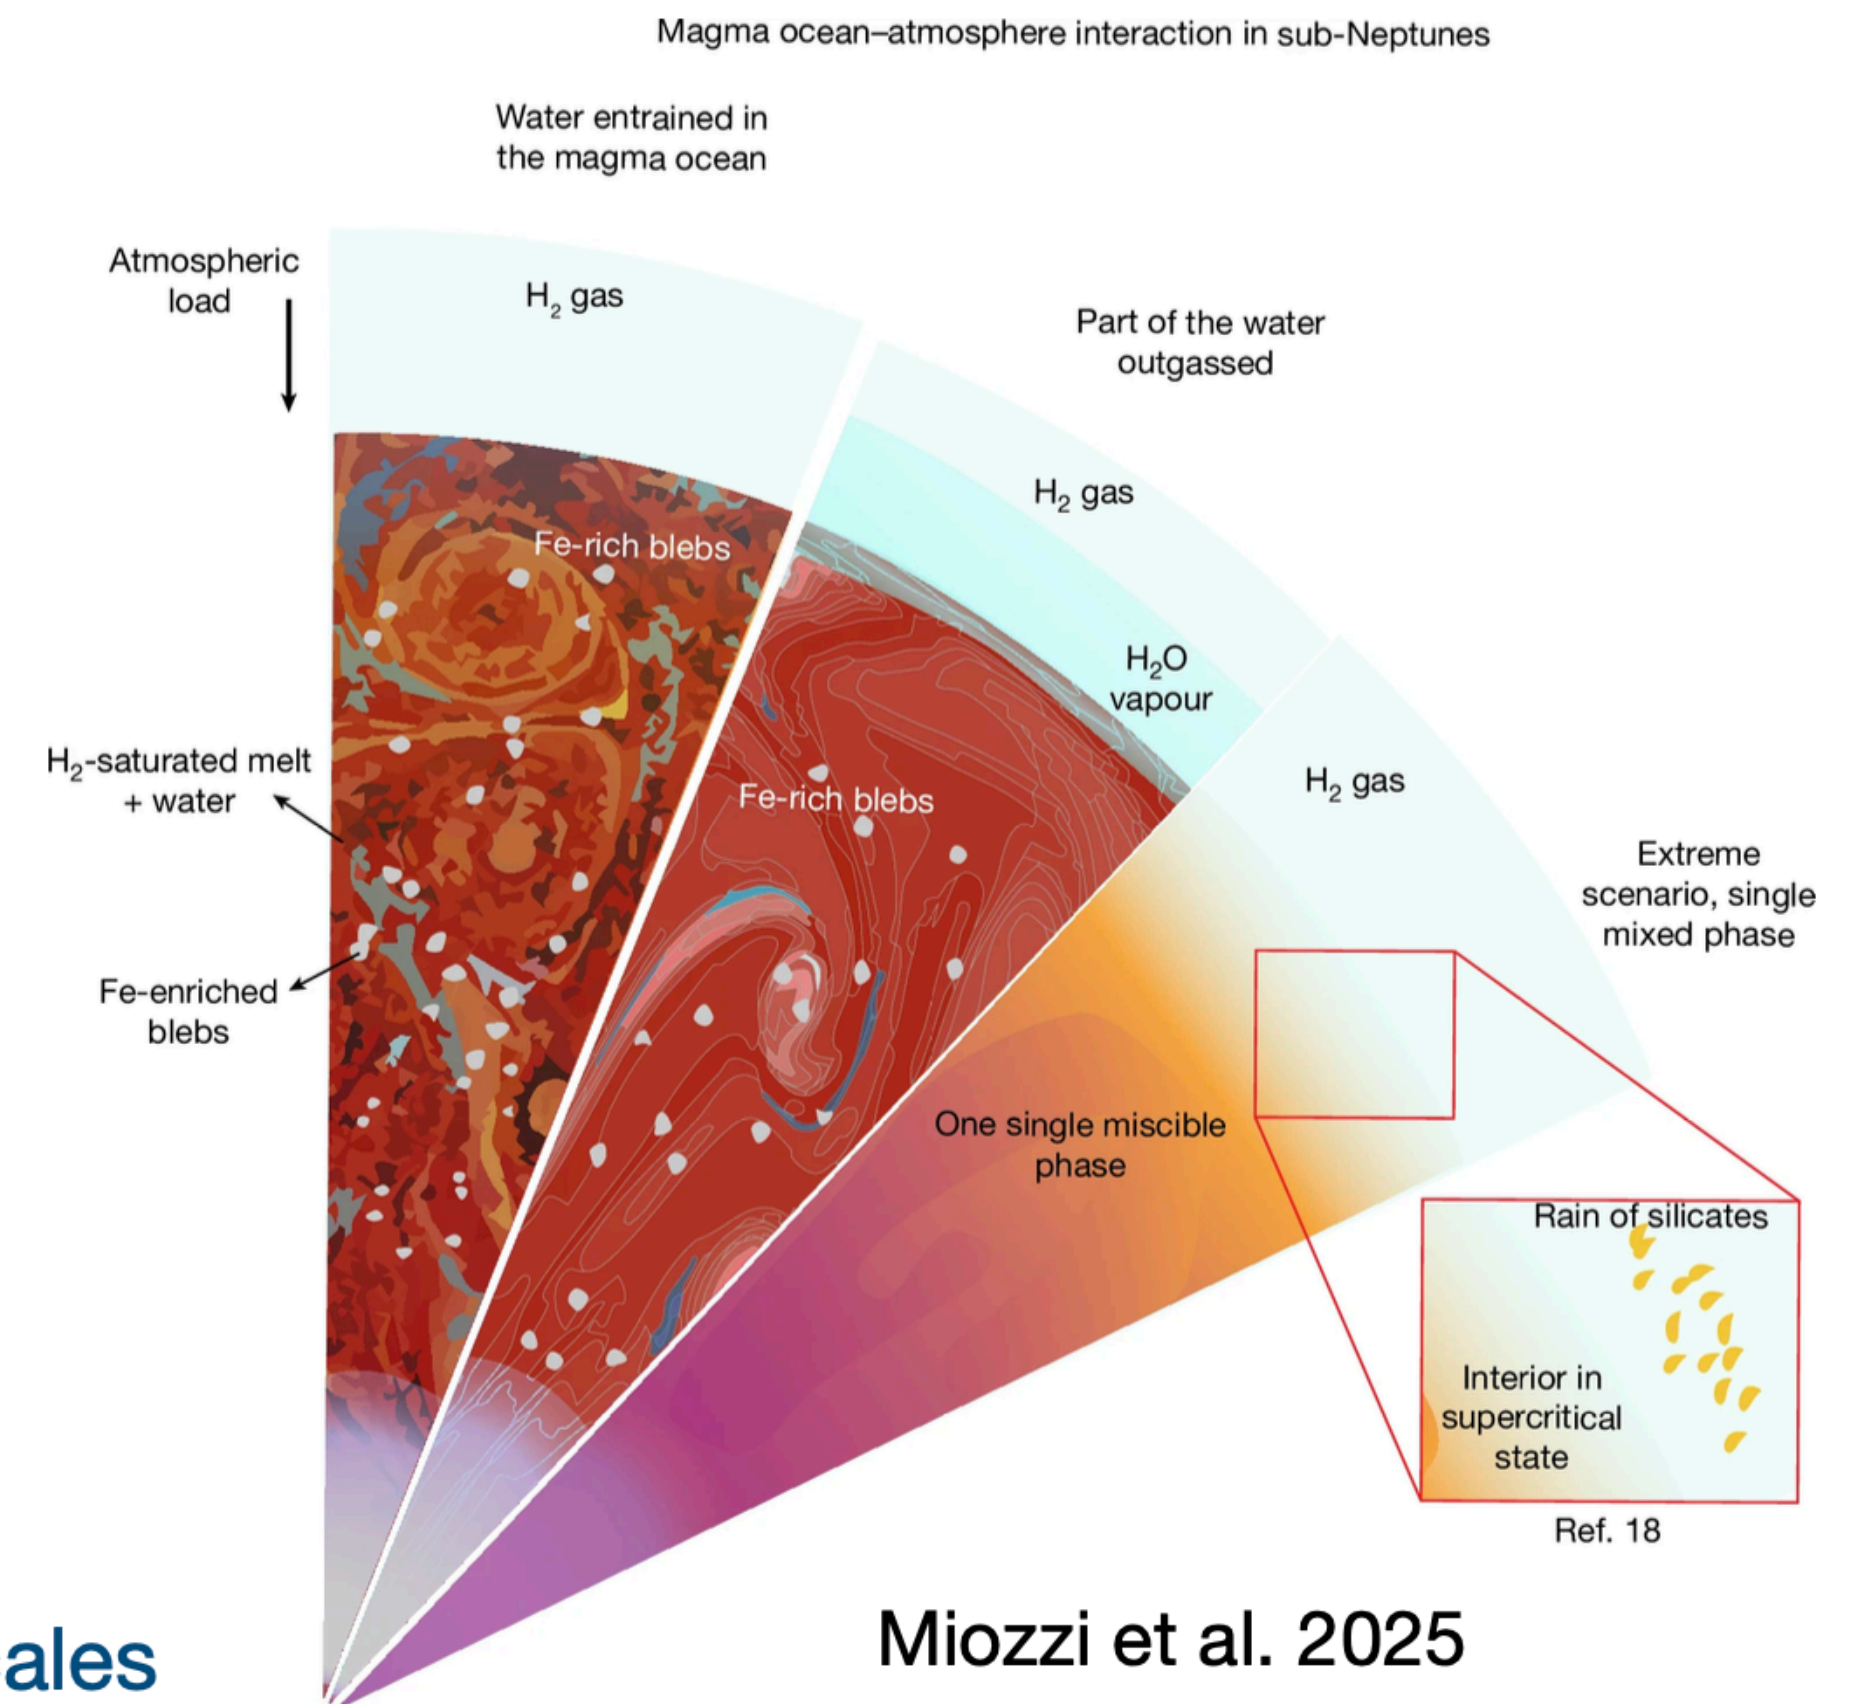 Magma ocean–atmosphere interaction in sub-Neptunes
Water entrained in
the magma ocean
Atmospheric
load
H₂ gas
Part of the water
outgassed
H₂ gas
Fe-rich blebs
H₂O
vapour
H₂-saturated melt
+ water
Fe-rich blebs
H₂ gas
Extreme
scenario, single
mixed phase
Fe-enriched
blebs
One single miscible
phase
Rain of silicates
Interior in
supercritical
state
Ref. 18
ales
Miozzi et al. 2025